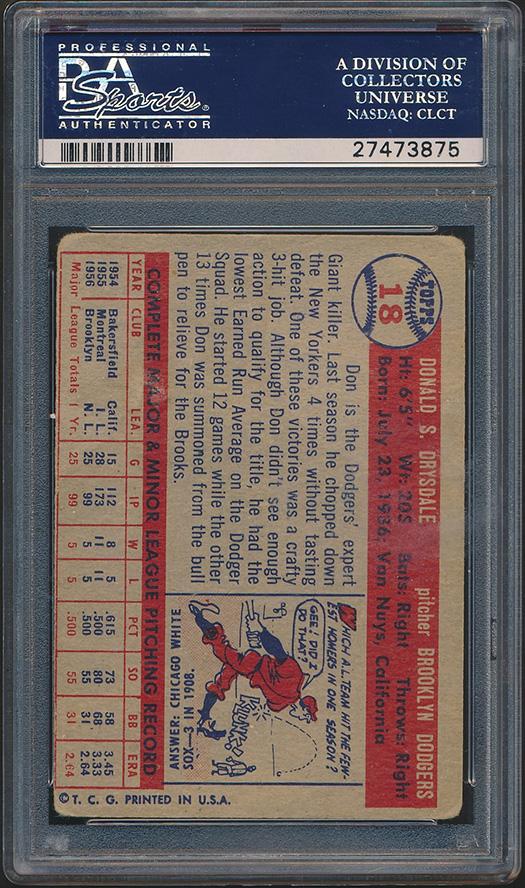 PROFESSIONAL
PSA
Sports®
AUTHENTICATOR
A DIVISION OF
COLLECTORS
UNIVERSE
NASDAQ: CLCT
27473875
TOPPS
18
DONALD S. DRYSDALE pitcher BROOKLYN DODGERS
Ht: 6'5" Wt: 205 Bats: Right Throws: Right
Born: July 23, 1936: Van Nuys, California
Don is the Dodgers' expert
Giant killer. Last season he chopped down
the New Yorkers 4 times without tasting
defeat. One of these victories was a crafty
3-hit job. Although Don didn't see enough
action to qualify for the title, he had the
lowest Earned Run Average on the Dodger
Squad. He started 12 games while the other
13 times Don was summoned from the bull
pen to relieve for the Brooks.
WHICH A.L. TEAM HIT THE FEW-
EST HOMERS IN ONE SEASON?
GEE! DID I
DO THAT?
ANSWER: CHICAGO WHITE
SOX-3 IN 1908.
COMPLETE MAJOR & MINOR LEAGUE PITCHING RECORD
YEAR CLUB LEA. G IP W L PCT SO BB ERA
1954 Bakersfield Calif. 15 112 8 5 .615 73 58 3.45
1955 Montreal I. L. 28 173 11 11 .500 80 68 3.33
1956 Brooklyn N. L. 25 99 5 5 .500 55 31 2.64
Major League Totals 1 Yr. 25 99 5 5 .500 55 31 2.64
© T. C. G. PRINTED IN U.S.A.